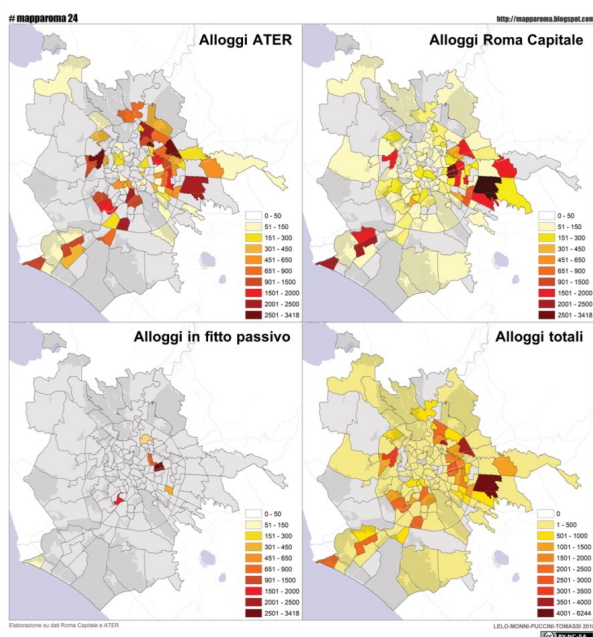 # mapparoma 24
http://mapparoma.blogspot.com
Alloggi ATER
0 - 50
51 - 150
151 - 300
301 - 450
451 - 650
651 - 900
901 - 1500
1501 - 2000
2001 - 2500
2501 - 3418
Alloggi Roma Capitale
0 - 50
51 - 150
151 - 300
301 - 450
451 - 650
651 - 900
901 - 1500
1501 - 2000
2001 - 2500
2501 - 3418
Alloggi in fitto passivo
0 - 50
51 - 150
151 - 300
301 - 450
451 - 650
651 - 900
901 - 1500
1501 - 2000
2001 - 2500
2501 - 3418
Alloggi totali
0
1 - 500
501 - 1000
1001 - 1500
1501 - 2000
2001 - 2500
2501 - 3000
3001 - 3500
3501 - 4000
4001 - 6244
Elaborazione su dati Roma Capitale e ATER
LELO-MONNI-PUCCINI-TOMASSI
BY-NC-SA